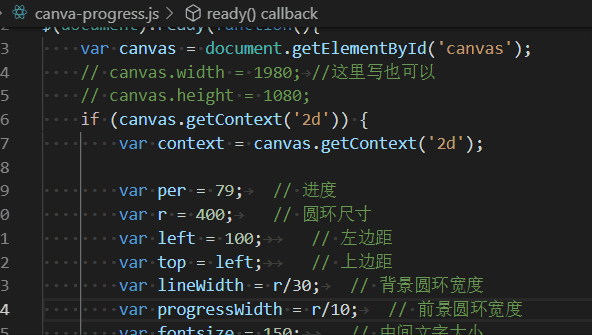 canva-progress.js > ready() callback
$(document).ready(function(){
3 var canvas = document.getElementById('canvas');
4 // canvas.width = 1980; //这里写也可以
5 // canvas.height = 1080;
6 if (canvas.getContext('2d')) {
7 var context = canvas.getContext('2d');
8
9 var per = 79; // 进度
0 var r = 400; // 圆环尺寸
1 var left = 100; // 左边距
2 var top = left; // 上边距
3 var lineWidth = r/30; // 背景圆环宽度
4 var progressWidth = r/10; // 前景圆环宽度
5 var fontsize = 150; // 中间文字大小